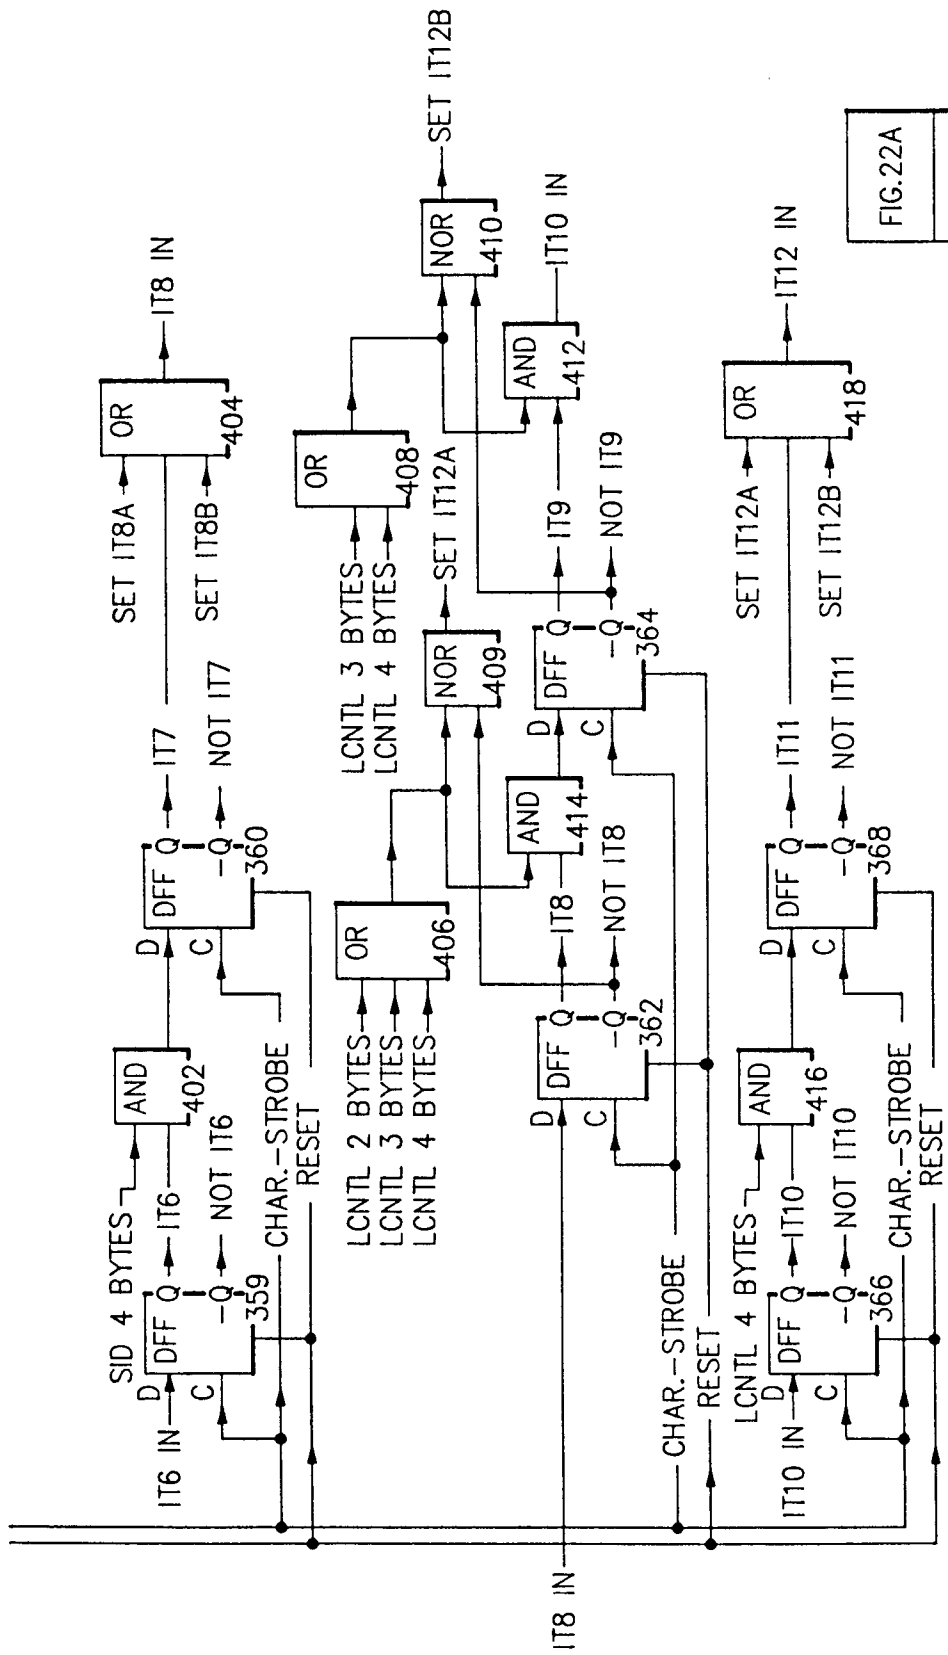 IT6 IN
D
C
DFF
Q
-Q
359
SID 4 BYTES
IT6
NOT IT6
AND
402
CHAR.-STROBE
RESET
D
C
DFF
Q
-Q
360
IT7
NOT IT7
SET IT8A
SET IT8B
OR
404
IT8 IN
LCNTL 2 BYTES
LCNTL 3 BYTES
LCNTL 4 BYTES
OR
406
LCNTL 3 BYTES
LCNTL 4 BYTES
OR
408
NOR
409
SET IT12A
NOR
410
SET IT12B
IT8 IN
D
C
DFF
Q
-Q
362
IT8
NOT IT8
AND
414
D
C
DFF
Q
-Q
364
IT9
NOT IT9
AND
412
IT10 IN
CHAR.-STROBE
RESET
IT10 IN
D
C
DFF
Q
-Q
366
LCNTL 4 BYTES
IT10
NOT IT10
AND
416
CHAR.-STROBE
RESET
D
C
DFF
Q
-Q
368
IT11
NOT IT11
SET IT12A
SET IT12B
OR
418
IT12 IN
FIG.22A